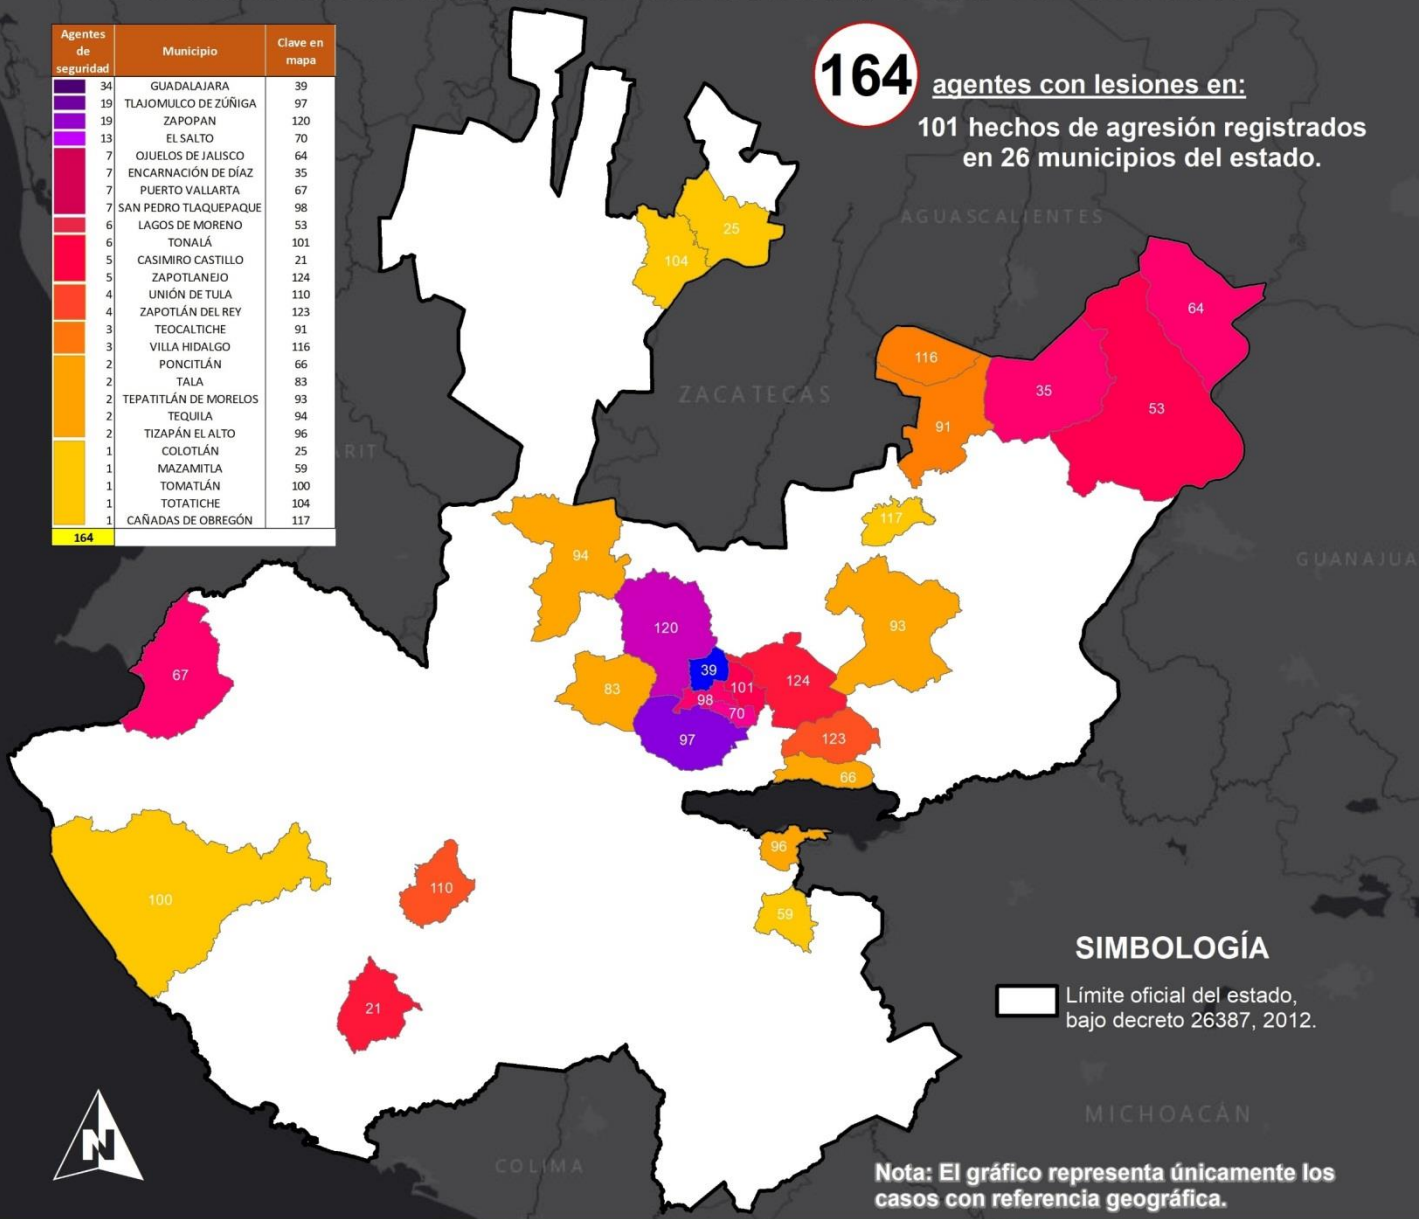 Agentes de seguridad Municipio Clave en mapa
34 GUADALAJARA 39
19 TLAJOMULCO DE ZÚÑIGA 97
19 ZAPOPAN 120
13 EL SALTO 70
7 OJUELOS DE JALISCO 64
7 ENCARNACIÓN DE DÍAZ 35
7 PUERTO VALLARTA 67
7 SAN PEDRO TLAQUEPAQUE 98
6 LAGOS DE MORENO 53
6 TONALÁ 101
5 CASIMIRO CASTILLO 21
5 ZAPOTLANEJO 124
4 UNIÓN DE TULA 110
4 ZAPOTLÁN DEL REY 123
3 TEOCALTICHE 91
3 VILLA HIDALGO 116
2 PONCITLÁN 66
2 TALA 83
2 TEPATITLÁN DE MORELOS 93
2 TEQUILA 94
2 TIZAPÁN EL ALTO 96
1 COLOTLÁN 25
1 MAZAMITLA 59
1 TOMATLÁN 100
1 TOTATICHE 104
1 CAÑADAS DE OBREGÓN 117
164
164 agentes con lesiones en:
101 hechos de agresión registrados
en 26 municipios del estado.
AGUASCALIENTES
25
104
64
116
35
ZACATECAS
53
91
ARIT
117
94
GUANAJUA
120
93
39
67
124
101
83
98
70
97
123
66
96
110
100
59
SIMBOLOGÍA
Límite oficial del estado,
bajo decreto 26387, 2012.
21
MICHOACÁN
N
COLIMA
Nota: El gráfico representa únicamente los
casos con referencia geográfica.